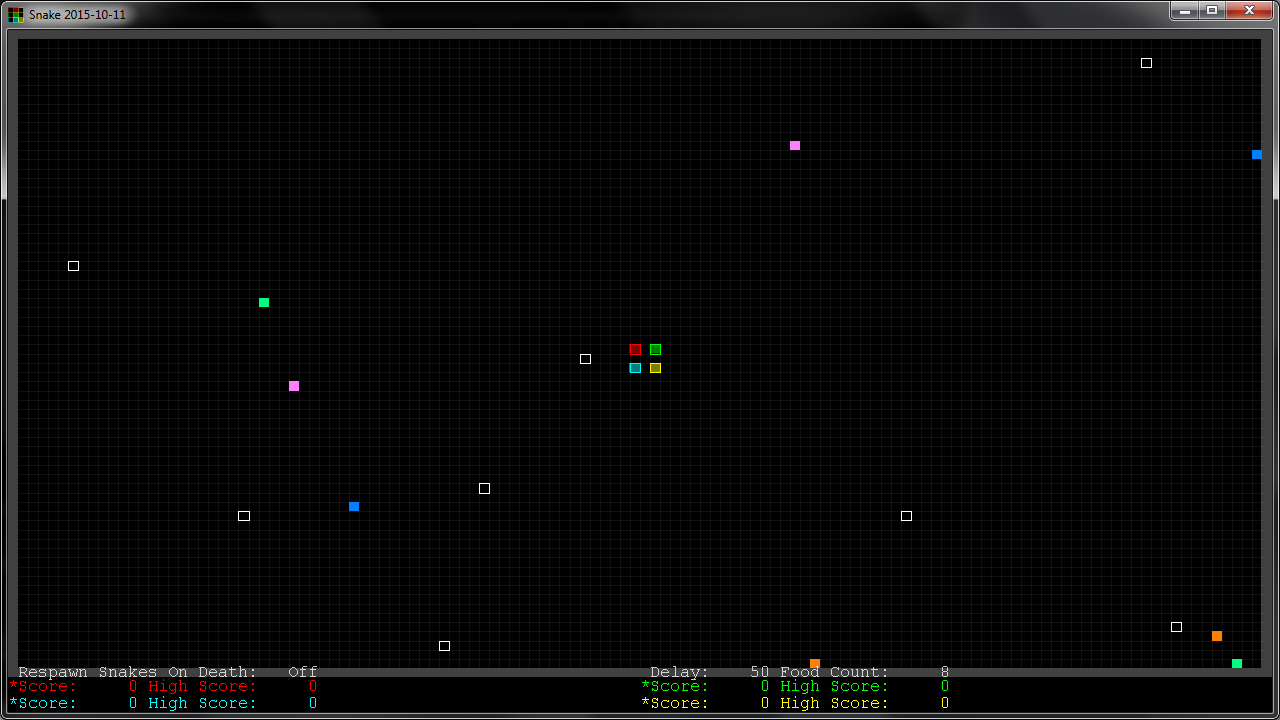 Snake 2015-10-11
Respawn Snakes On Death: Off Delay: 50 Food Count: 8
*Score: 0 High Score: 0 *Score: 0 High Score: 0
*Score: 0 High Score: 0 *Score: 0 High Score: 0